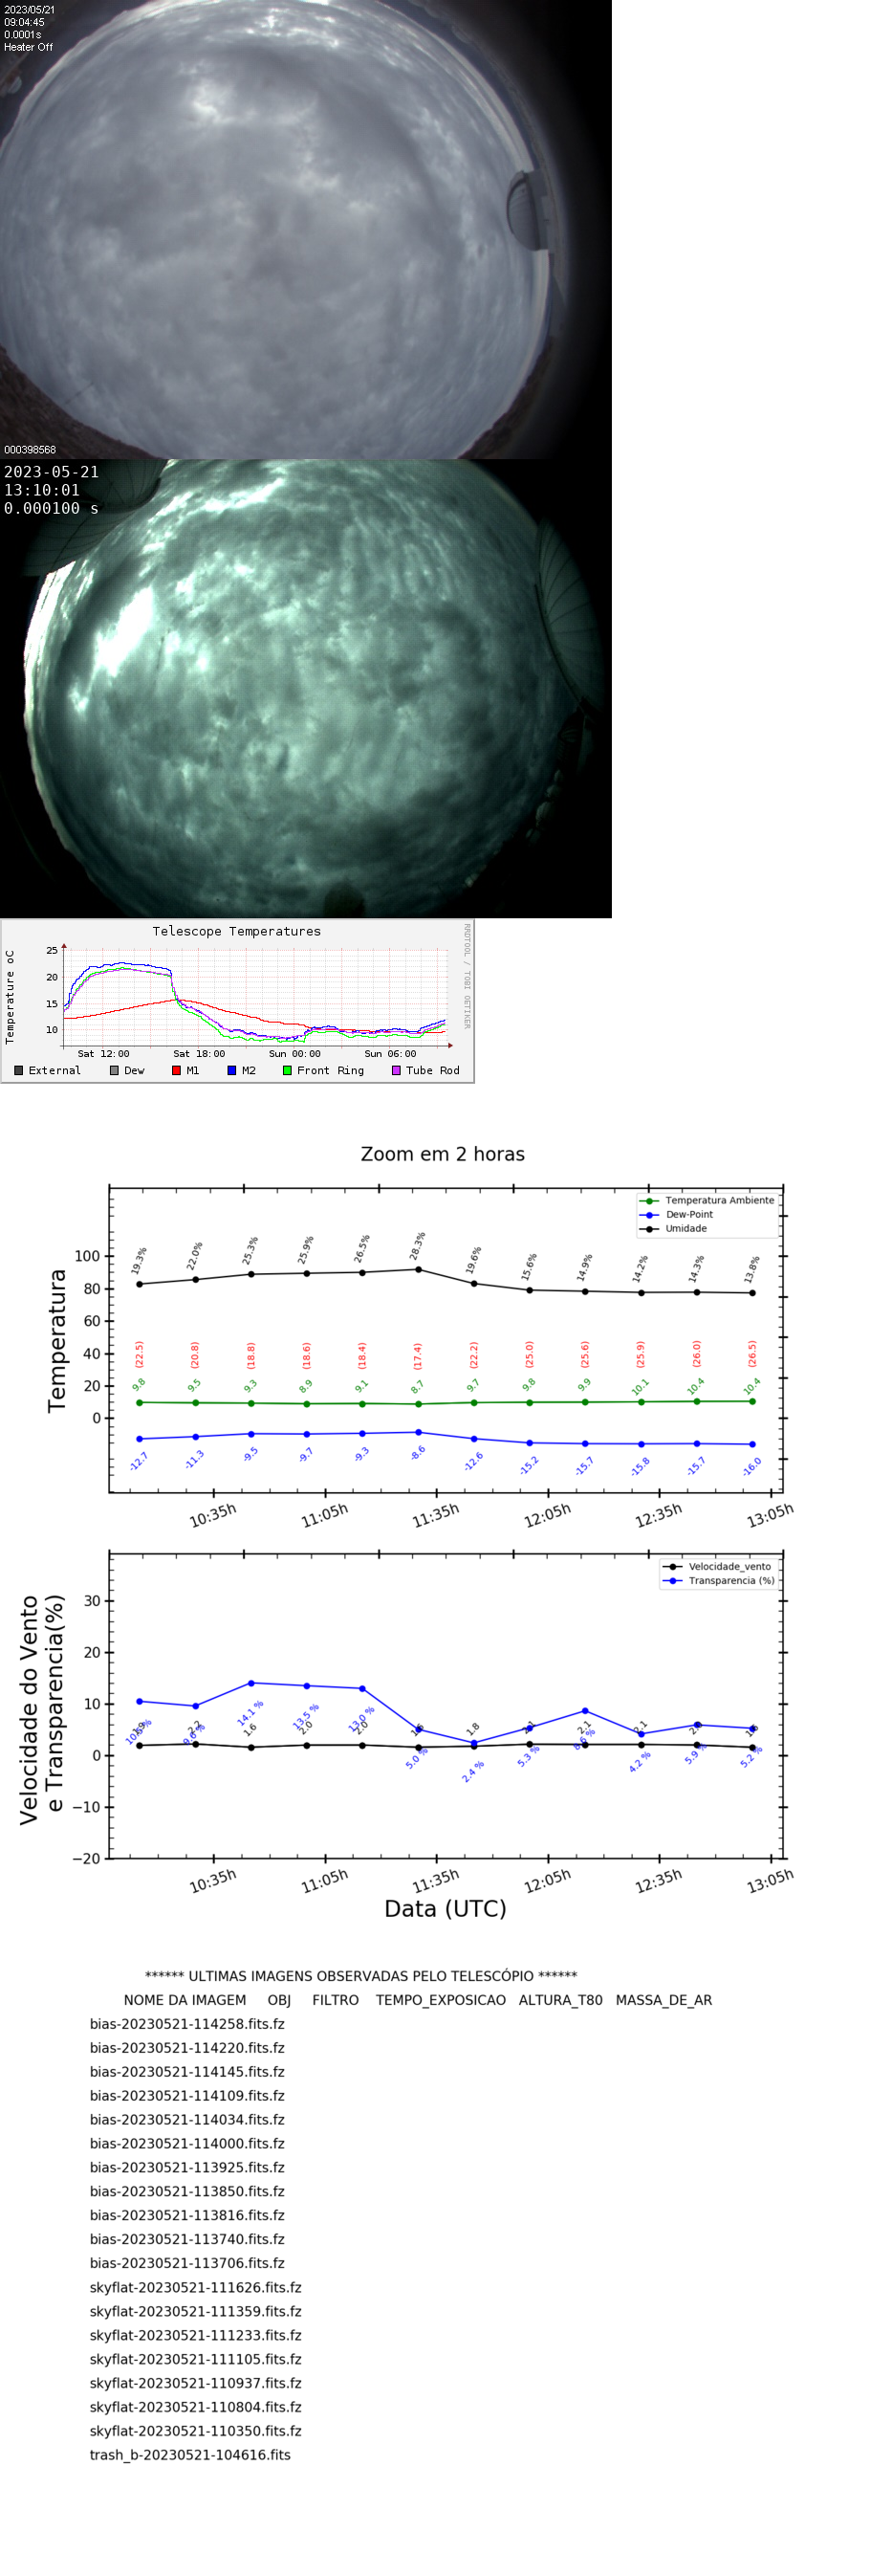 2023/05/21
09:04:45
0.0001s
Heater Off
000398568
2023-05-21
13:10:01
0.000100 s
Telescope Temperatures
RRDTOOL / TOBI OETIKER
Temperature oC
25
20
15
10
Sat 12:00 Sat 18:00 Sun 00:00 Sun 06:00
External Dew M1 M2 Front Ring Tube Rod
Zoom em 2 horas
Temperatura Ambiente
Dew-Point
Umidade
Temperatura
100
80
60
40
20
0
19.3% 22.0% 25.3% 25.9% 26.5% 28.3% 19.6% 15.6% 14.9% 14.2% 14.3% 13.8%
(22.5) (20.8) (18.8) (18.6) (18.4) (17.4) (22.2) (25.0) (25.6) (25.9) (26.0) (26.5)
9.8 9.5 9.3 8.9 9.1 8.7 9.7 9.8 9.9 10.1 10.4 10.4
-12.7 -11.3 -9.5 -9.7 -9.3 -8.6 -12.6 -15.2 -15.7 -15.8 -15.7 -16.0
10:35h 11:05h 11:35h 12:05h 12:35h 13:05h
Velocidade_vento
Transparencia (%)
Velocidade do Vento
e Transparencia(%)
30
20
10
0
−10
−20
1.6 2.0 2.0 1.8 2.1 2.1
14.1 % 13.5 % 13.0 % 5.0 % 2.4 % 5.3 % 4.2 % 5.9 % 5.2 %
10:35h 11:05h 11:35h 12:05h 12:35h 13:05h
Data (UTC)
****** ULTIMAS IMAGENS OBSERVADAS PELO TELESCÓPIO ******
NOME DA IMAGEM OBJ FILTRO TEMPO_EXPOSICAO ALTURA_T80 MASSA_DE_AR
bias-20230521-114258.fits.fz
bias-20230521-114220.fits.fz
bias-20230521-114145.fits.fz
bias-20230521-114109.fits.fz
bias-20230521-114034.fits.fz
bias-20230521-114000.fits.fz
bias-20230521-113925.fits.fz
bias-20230521-113850.fits.fz
bias-20230521-113816.fits.fz
bias-20230521-113740.fits.fz
bias-20230521-113706.fits.fz
skyflat-20230521-111626.fits.fz
skyflat-20230521-111359.fits.fz
skyflat-20230521-111233.fits.fz
skyflat-20230521-111105.fits.fz
skyflat-20230521-110937.fits.fz
skyflat-20230521-110804.fits.fz
skyflat-20230521-110350.fits.fz
trash_b-20230521-104616.fits